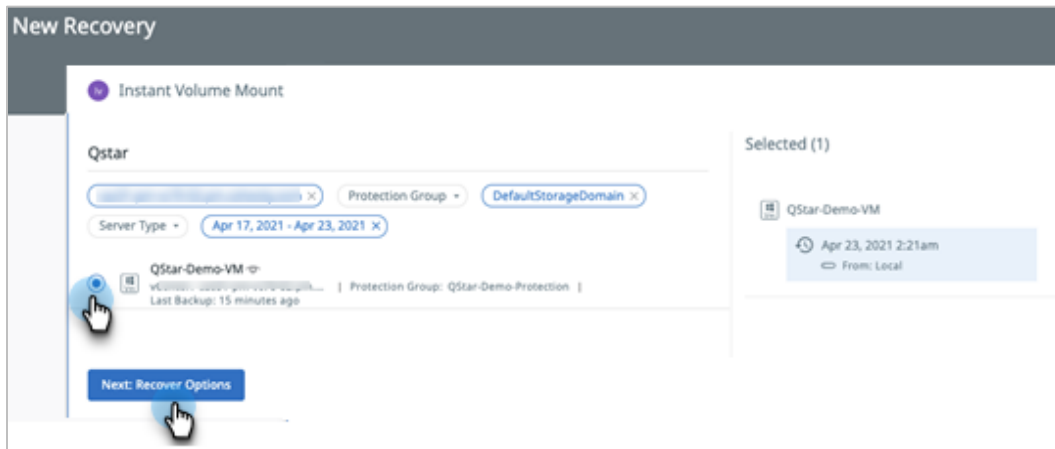 New Recovery
Instant Volume Mount
Qstar
Protection Group
DefaultStorageDomain
Server Type
Apr 17, 2021 - Apr 23, 2021
QStar-Demo-VM
| Protection Group: QStar-Demo-Protection |
Last Backup: 15 minutes ago
Next: Recover Options
Selected (1)
QStar-Demo-VM
Apr 23, 2021 2:21am
From: Local